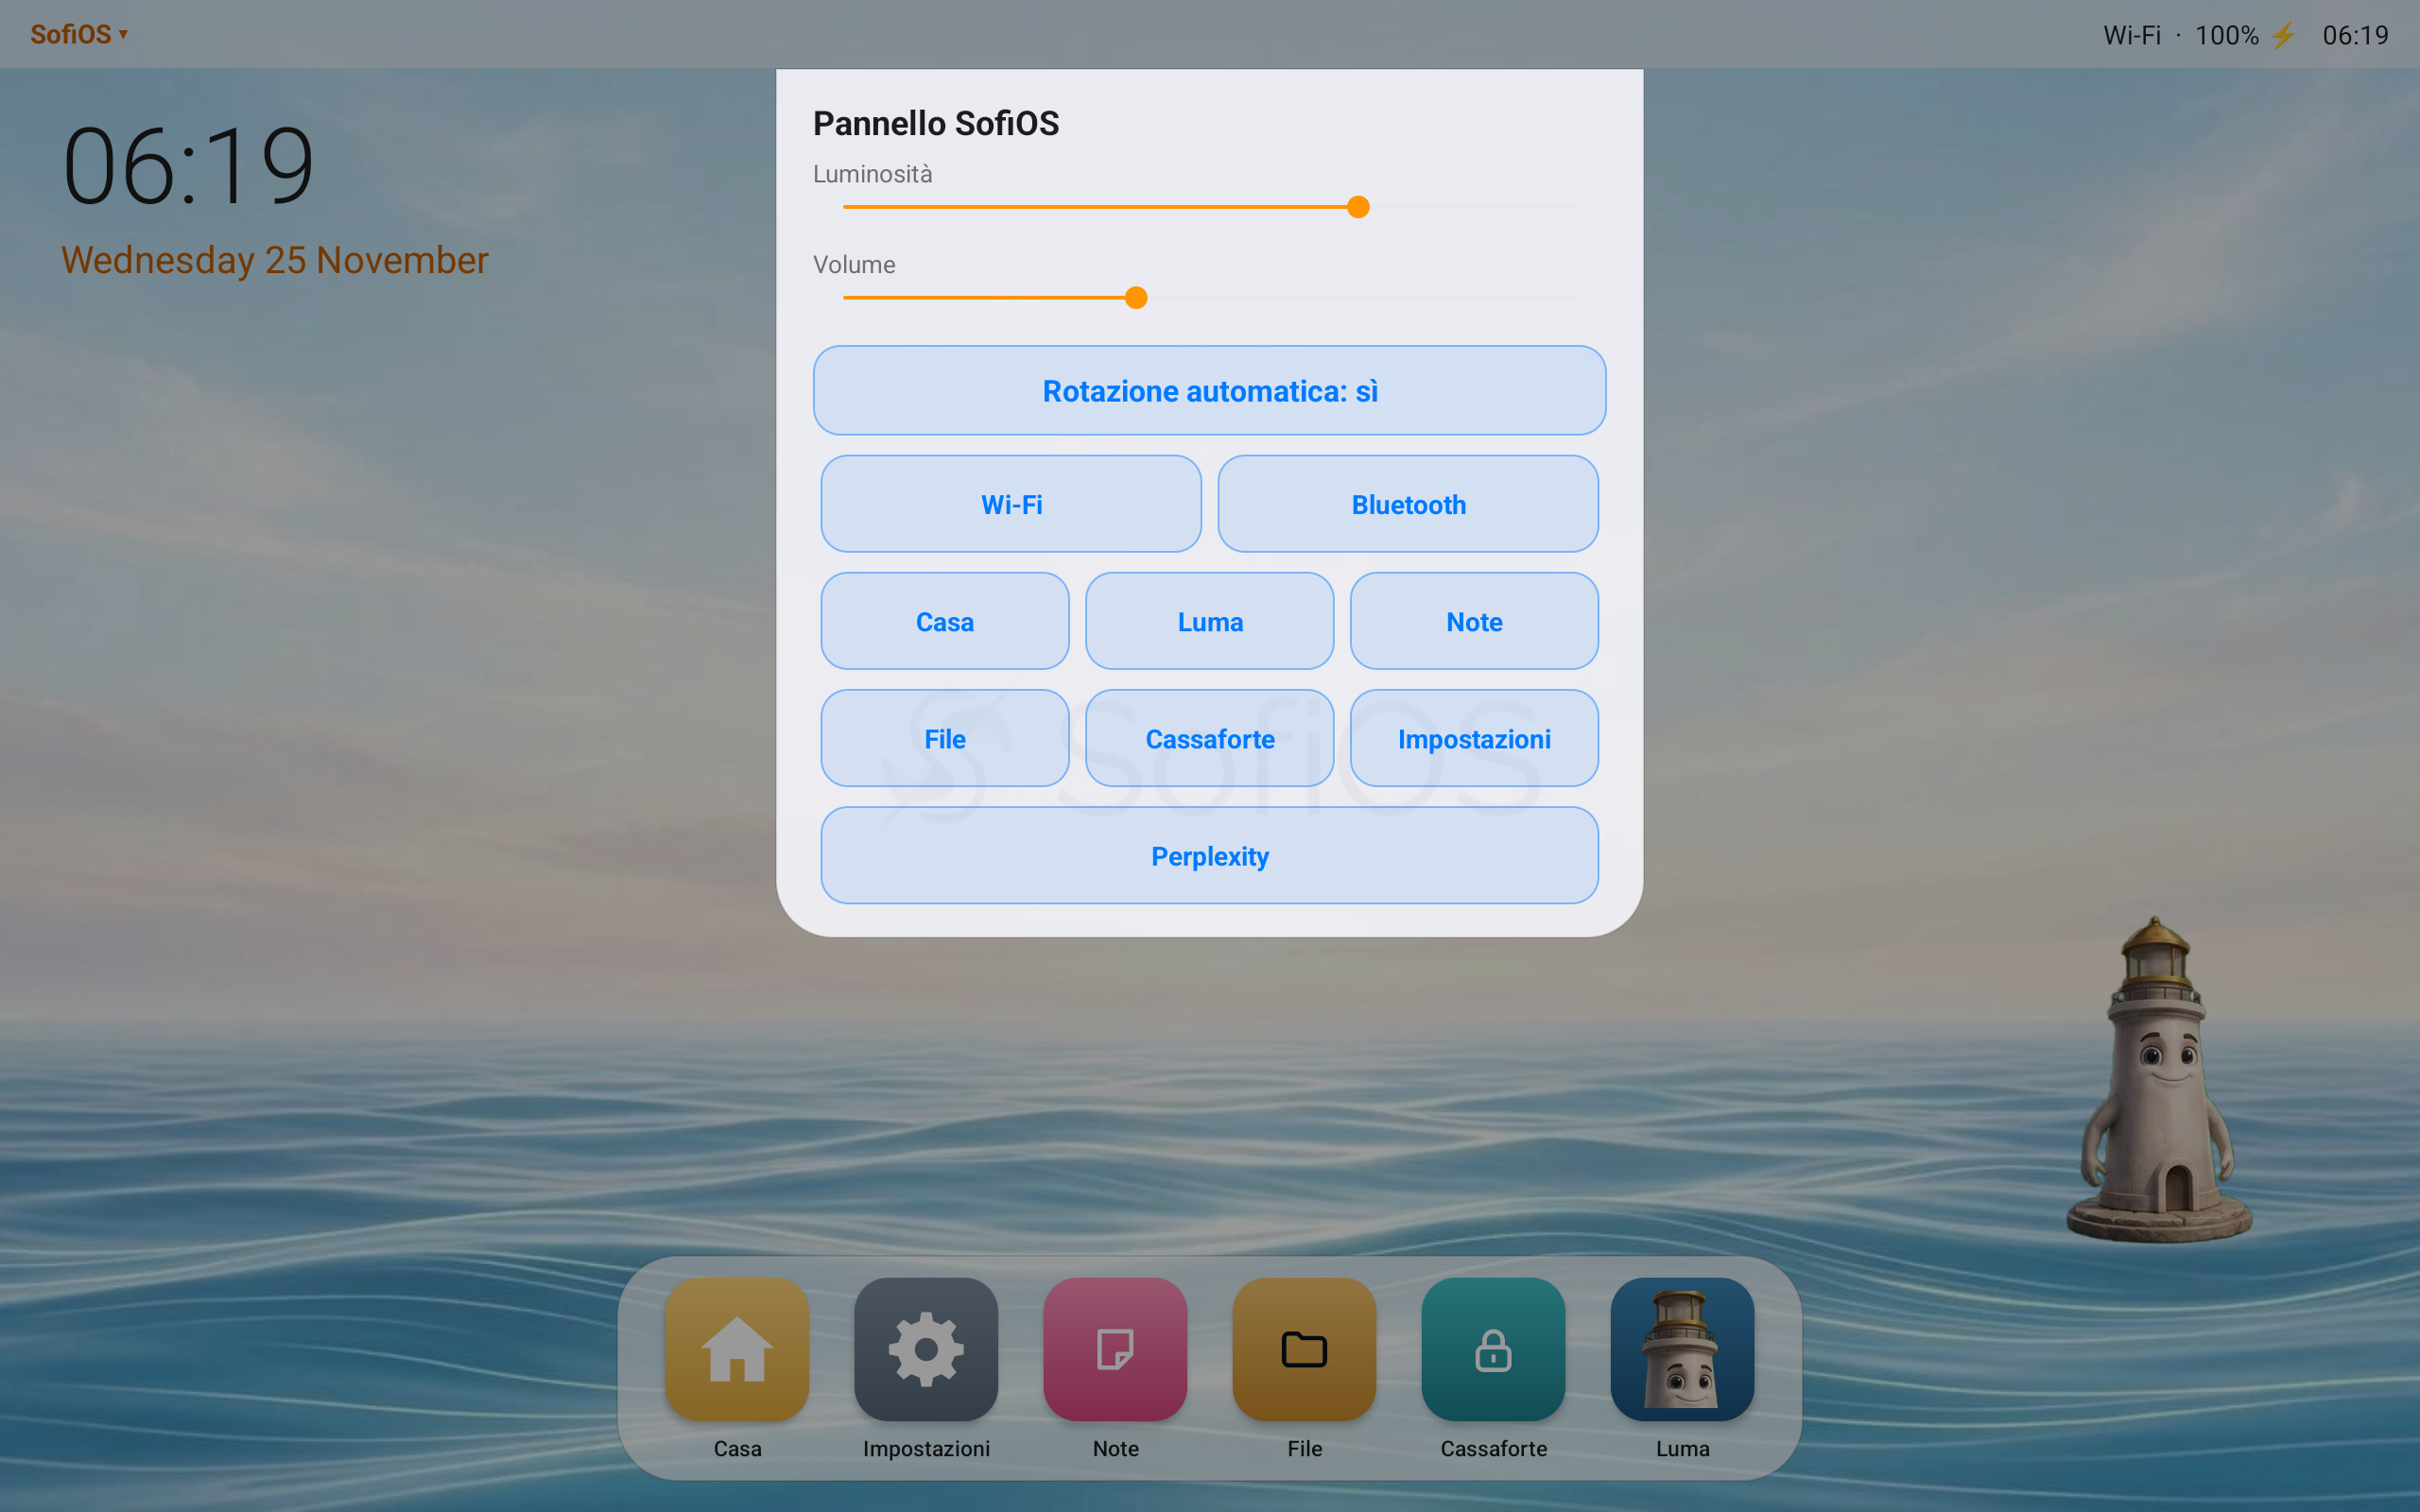 SofiOS ▾
Wi-Fi · 100% ⚡ 06:19
06:19
Wednesday 25 November
Pannello SofiOS
Luminosità
Volume
Rotazione automatica: sì
Wi-Fi
Bluetooth
Casa
Luma
Note
File
Cassaforte
Impostazioni
SofiOS
Perplexity
Casa
Impostazioni
Note
File
Cassaforte
Luma